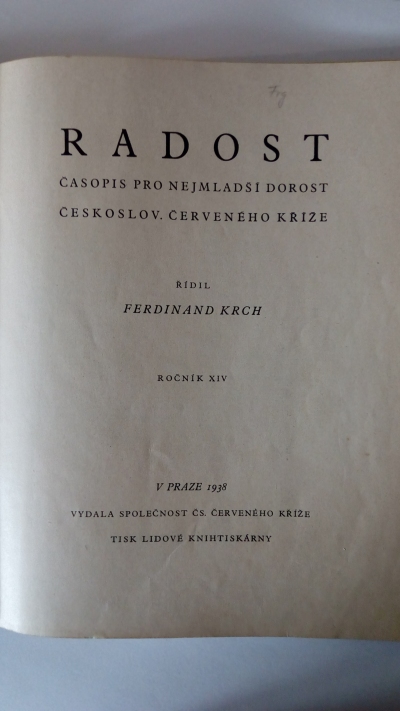 RADOST
ČASOPIS PRO NEJMLADŠÍ DOROST
ČESKOSLOV. ČERVENÉHO KŘÍŽE
ŘÍDIL
FERDINAND KRCH
ROČNÍK XIV
V PRAZE 1938
VYDALA SPOLEČNOST ČS. ČERVENÉHO KŘÍŽE
TISK LIDOVÉ KNIHTISKÁRNY